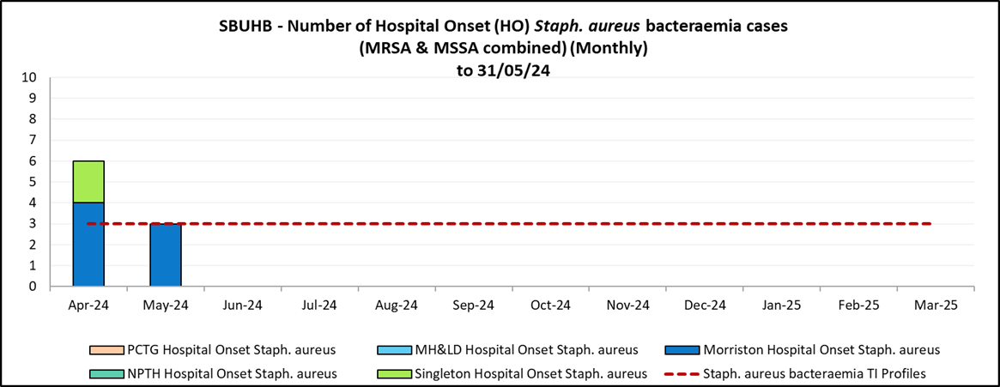 SBUHB - Number of Hospital Onset (HO) Staph. aureus bacteraemia cases
(MRSA & MSSA combined) (Monthly)
to 31/05/24
10
9
8
7
6
5
4
3
2
1
0
Apr-24 May-24 Jun-24 Jul-24 Aug-24 Sep-24 Oct-24 Nov-24 Dec-24 Jan-25 Feb-25 Mar-25
PCTG Hospital Onset Staph. aureus MH&LD Hospital Onset Staph. aureus Morriston Hospital Onset Staph. aureus
NPTH Hospital Onset Staph. aureus Singleton Hospital Onset Staph. aureus Staph. aureus bacteraemia TI Profiles